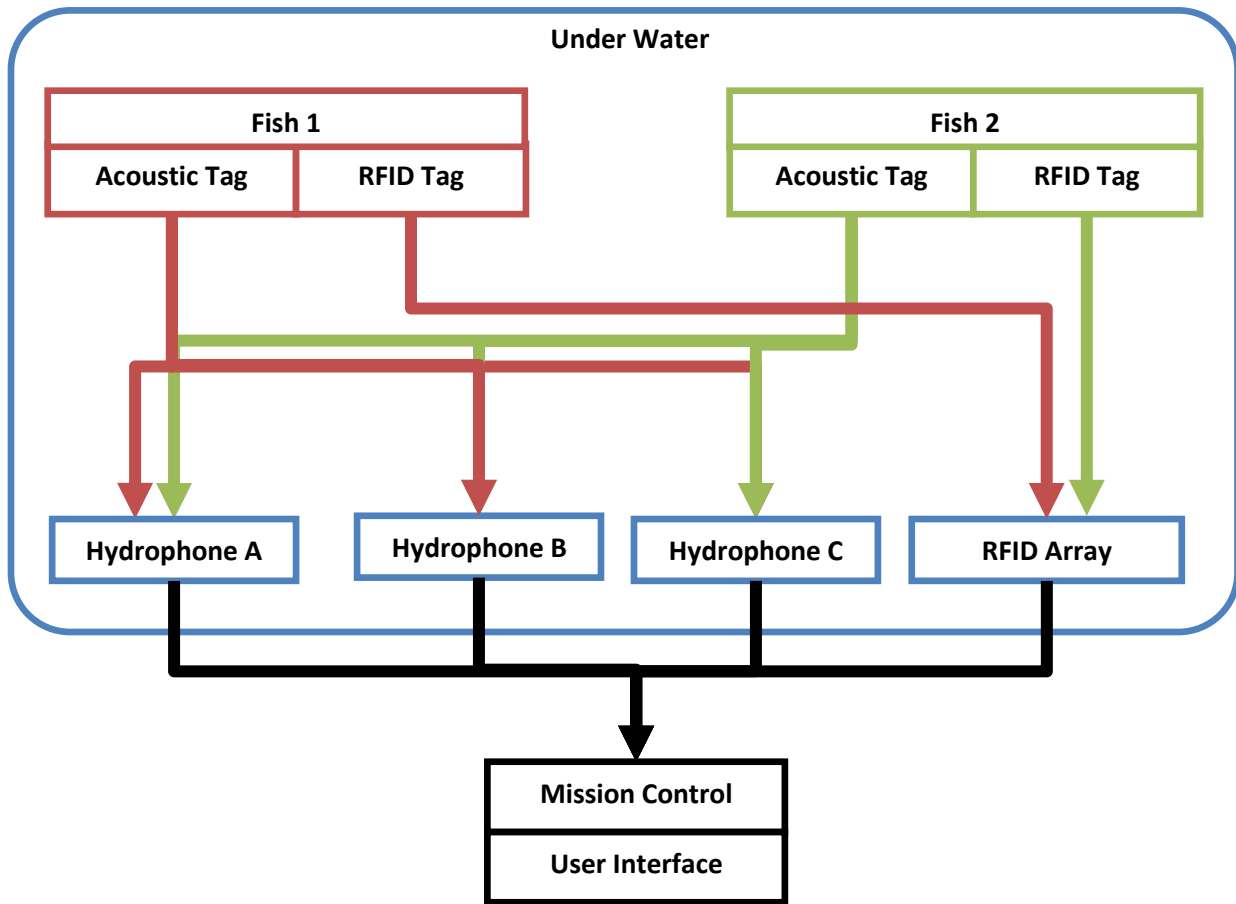 Under Water
Fish 1
Fish 2
Acoustic Tag
RFID Tag
Acoustic Tag
RFID Tag
Hydrophone A
Hydrophone B
Hydrophone C
RFID Array
Mission Control
User Interface